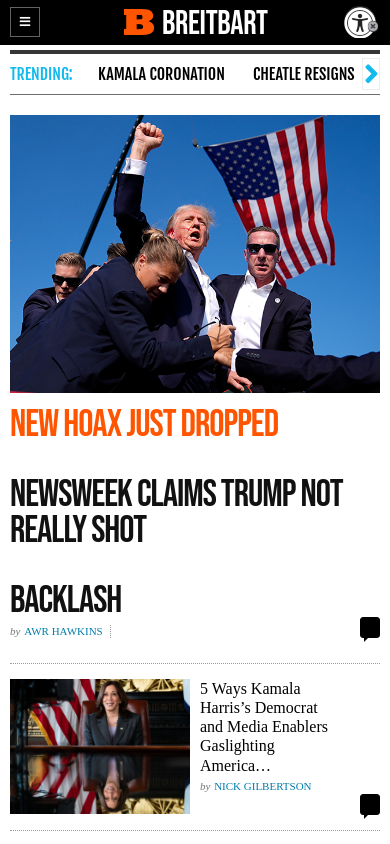 BREITBART
TRENDING: KAMALA CORONATION CHEATLE RESIGNS
NEW HOAX JUST DROPPED
NEWSWEEK CLAIMS TRUMP NOT
REALLY SHOT
BACKLASH
by AWR HAWKINS
5 Ways Kamala
Harris’s Democrat
and Media Enablers
Gaslighting
America…
by NICK GILBERTSON